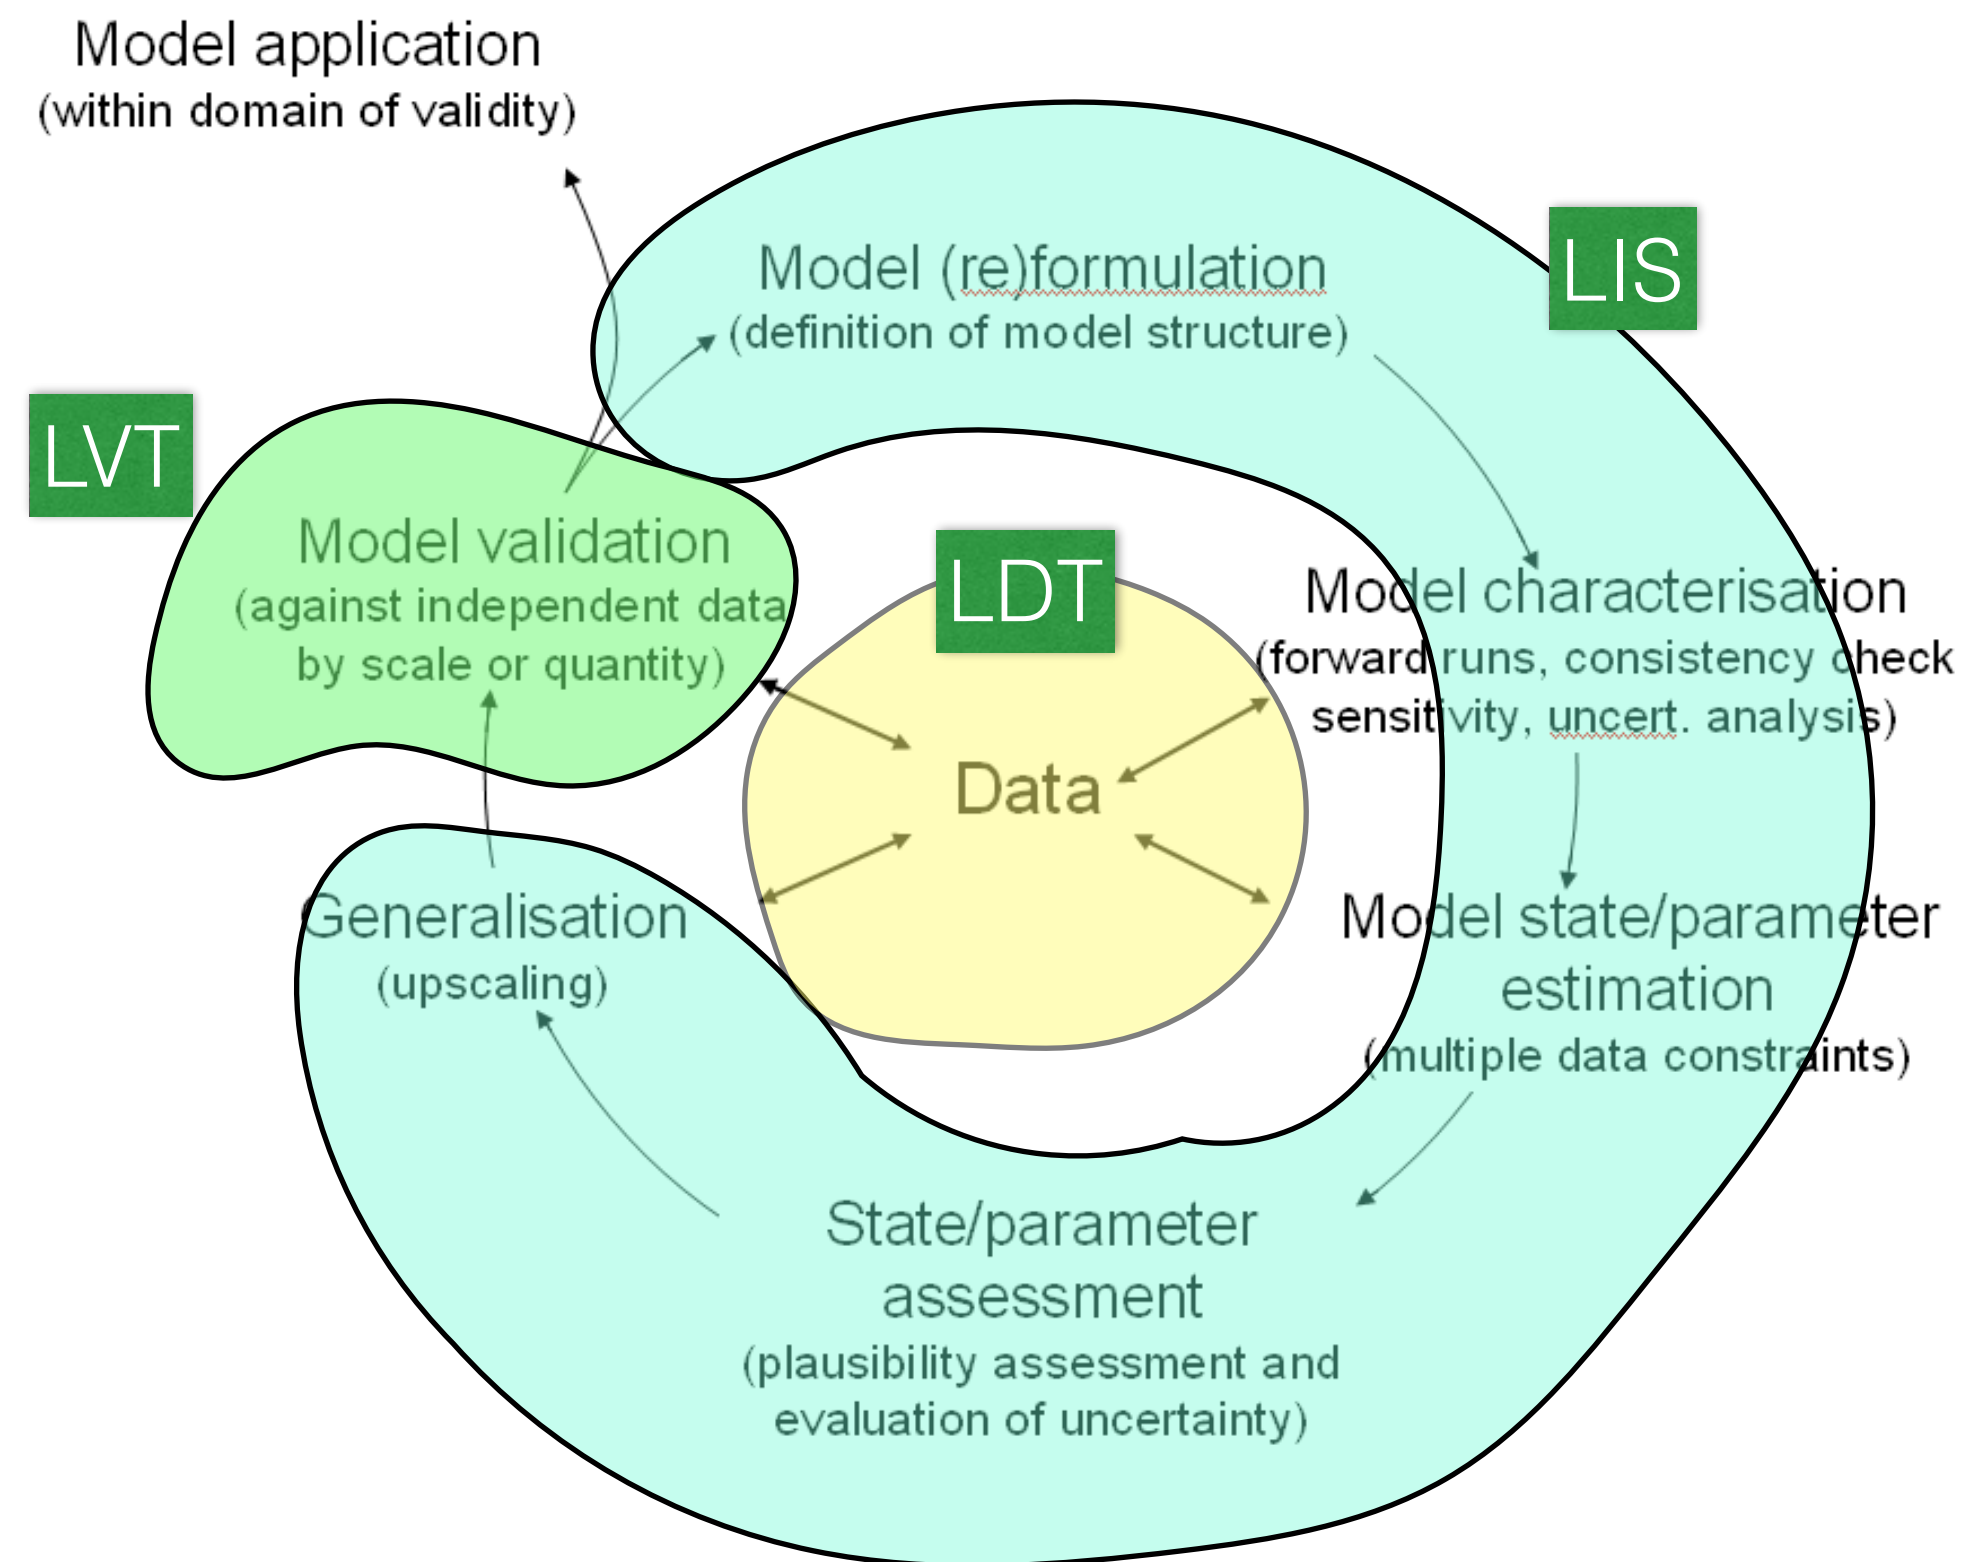 Model application
(within domain of validity)
LIS
Model (re)formulation
(definition of model structure)
LVT
Model validation
(against independent data
by scale or quantity)
LDT
Data
Model characterisation
(forward runs, consistency check
sensitivity, uncert. analysis)
Model state/parameter
estimation
(multiple data constraints)
Generalisation
(upscaling)
State/parameter
assessment
(plausibility assessment and
evaluation of uncertainty)